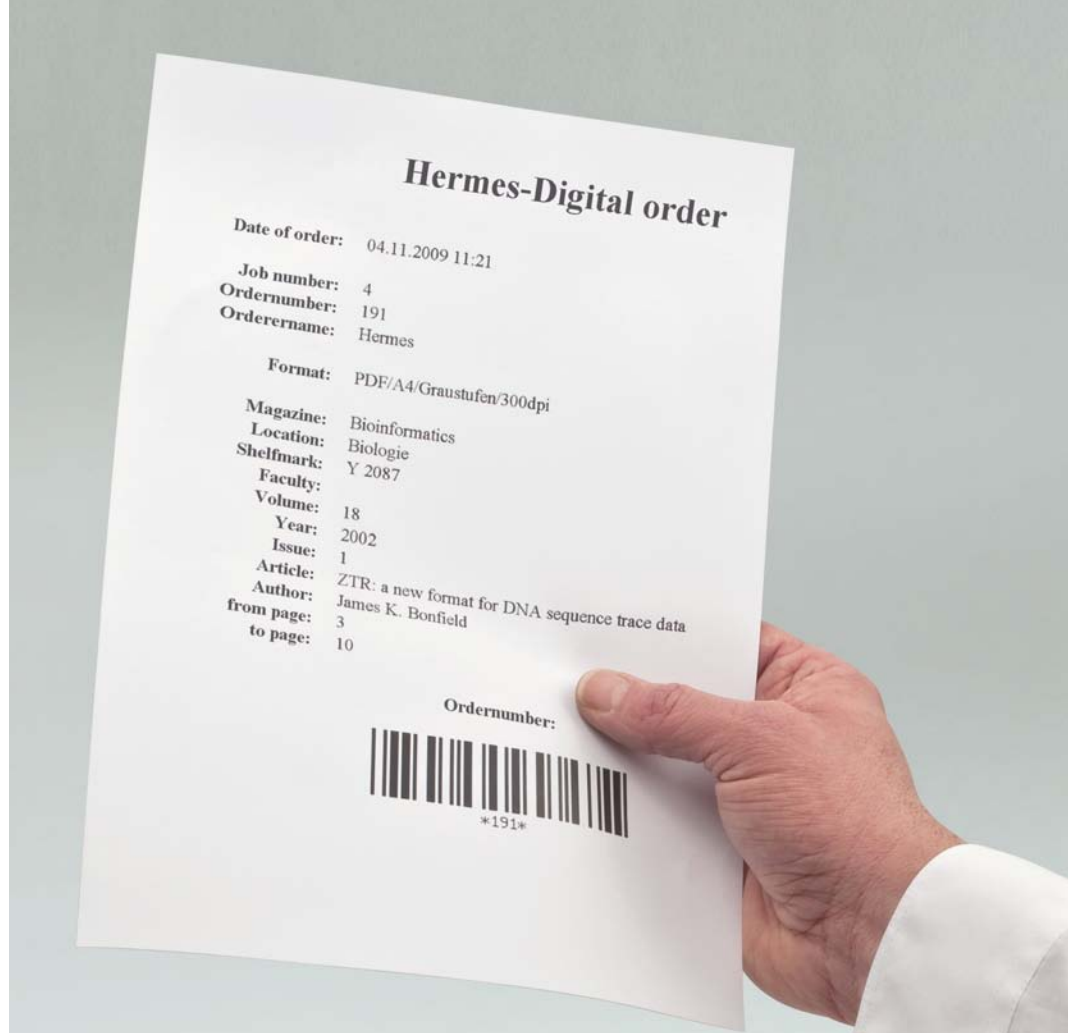 Hermes-Digital order
Date of order: 04.11.2009 11:21
Job number: 4
Ordernumber: 191
Orderername: Hermes
Format: PDF/A4/Graustufen/300dpi
Magazine: Bioinformatics
Location: Biologie
Shelfmark: Y 2087
Faculty:
Volume: 18
Year: 2002
Issue: 1
Article: ZTR: a new format for DNA sequence trace data
Author: James K. Bonfield
from page: 3
to page: 10
Ordernumber:
*191*